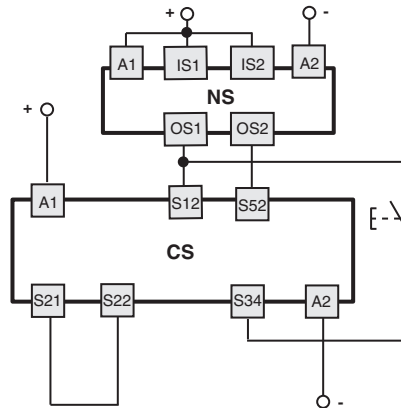 + -
A1 IS1 IS2 A2
NS
OS1 OS2
+
A1 S12 S52
CS
S21 S22 S34 A2
-